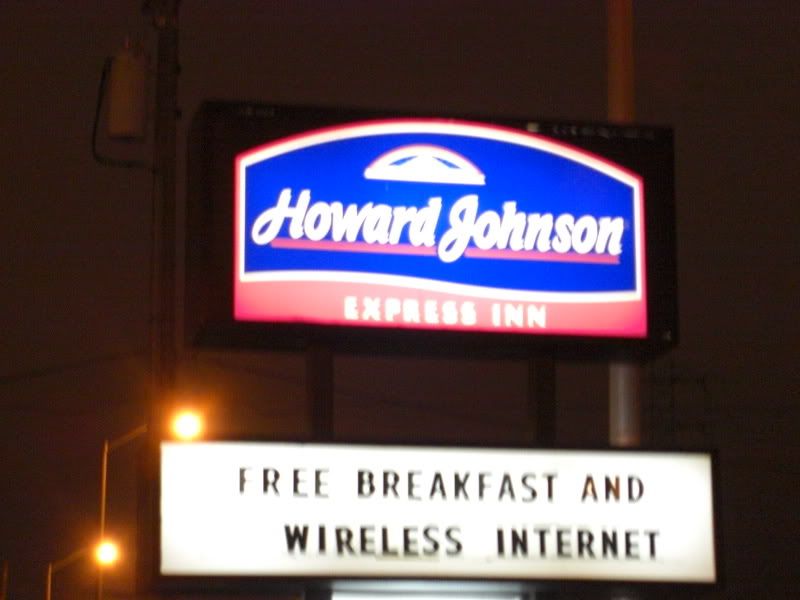 Howard Johnson
EXPRESS INN
FREE BREAKFAST AND
WIRELESS INTERNET